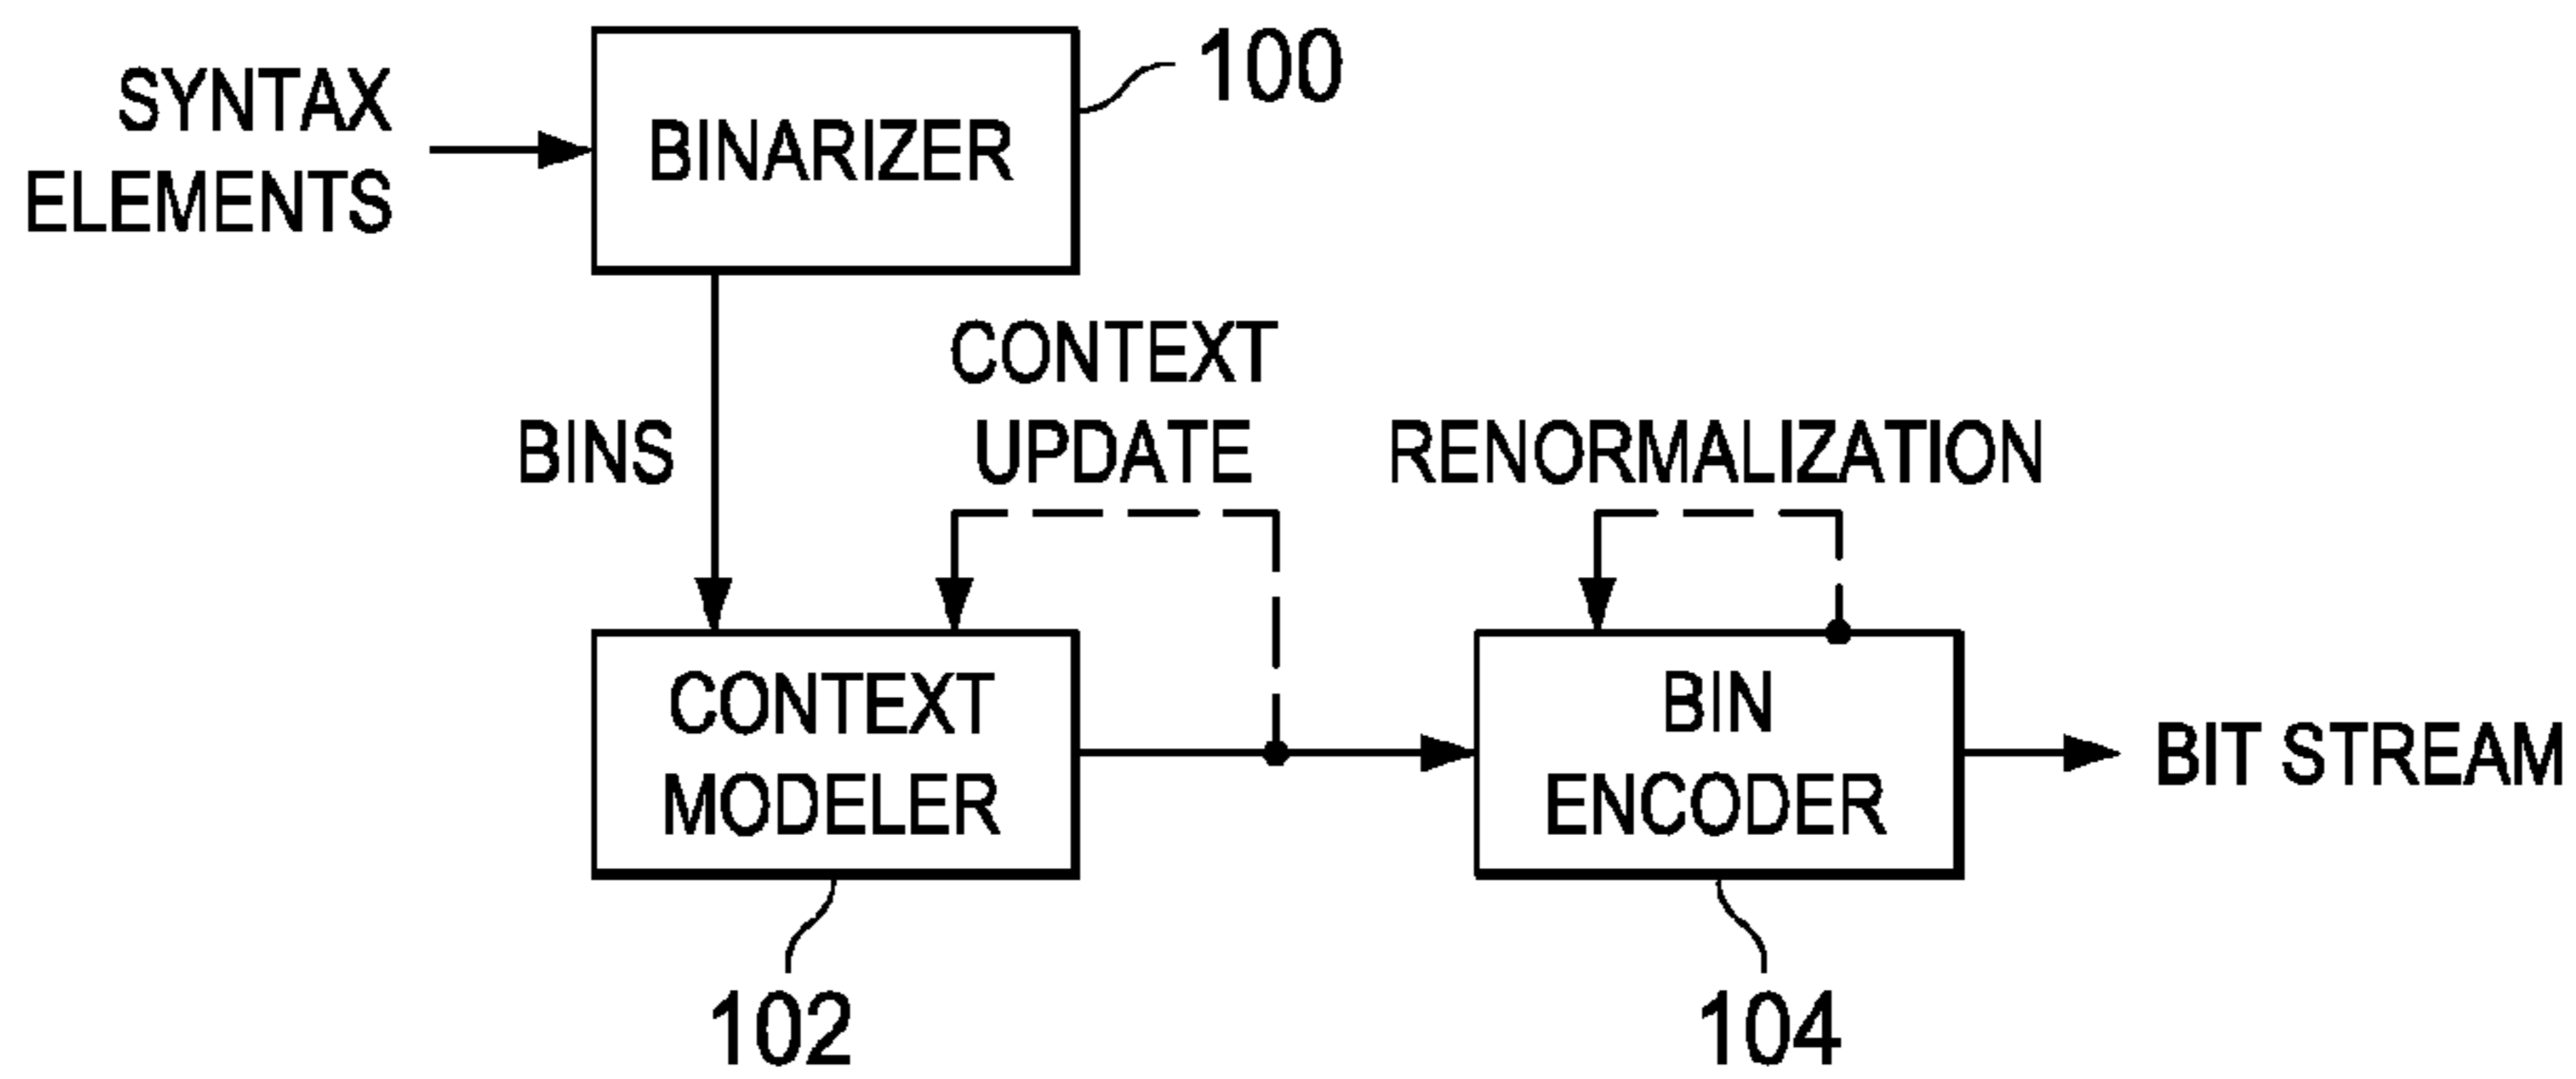 SYNTAX
ELEMENTS
BINARIZER
100
BINS
CONTEXT
UPDATE
RENORMALIZATION
CONTEXT
MODELER
BIN
ENCODER
BIT STREAM
102
104